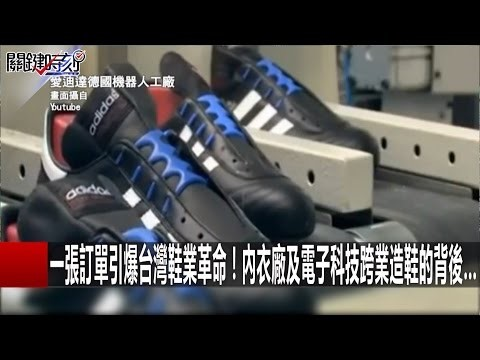 關鍵時刻
愛迪達德國機器人工廠
畫面攝自
Youtube
adidas
adidas
一張訂單引爆台灣鞋業革命！內衣廠及電子科技跨業造鞋的背後...